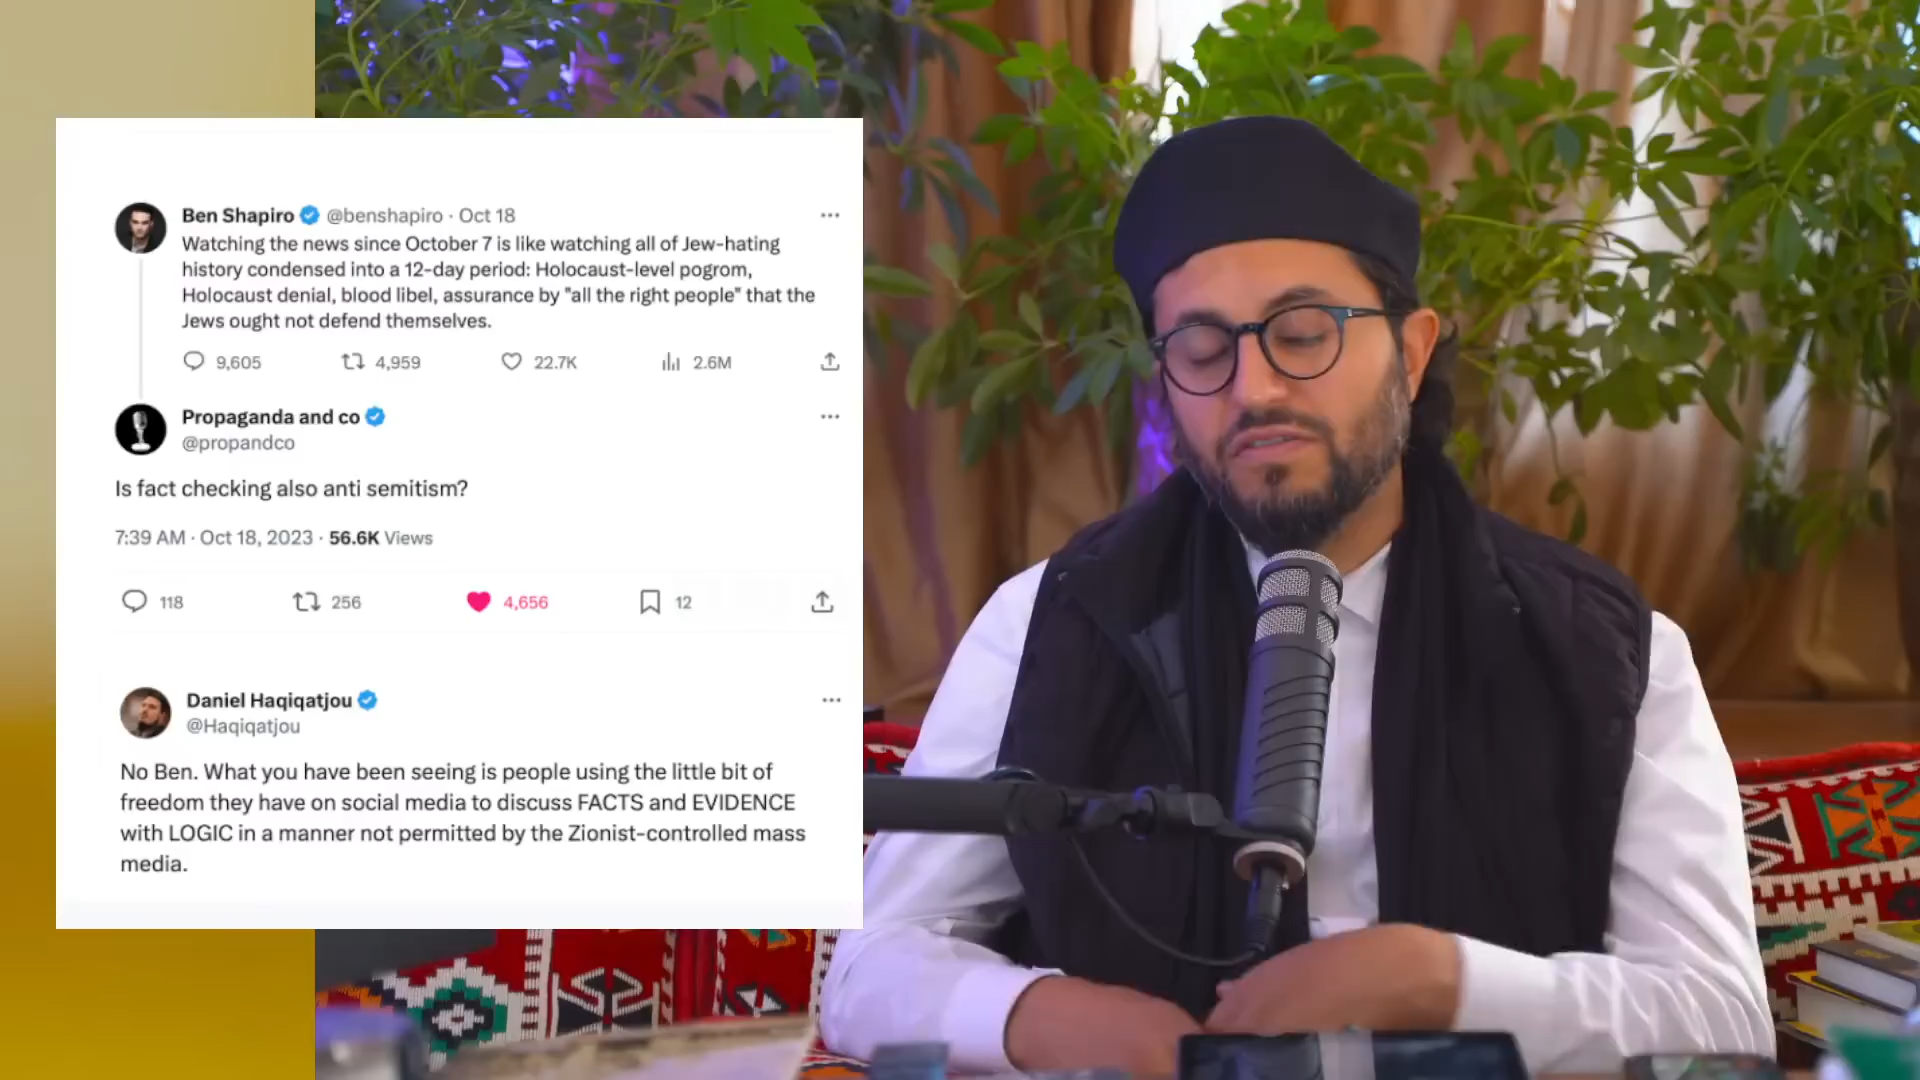 Ben Shapiro @benshapiro · Oct 18
Watching the news since October 7 is like watching all of Jew-hating
history condensed into a 12-day period: Holocaust-level pogrom,
Holocaust denial, blood libel, assurance by "all the right people" that the
Jews ought not defend themselves.
9,605 4,959 22.7K 2.6M
Propaganda and co
@propandco
Is fact checking also anti semitism?
7:39 AM · Oct 18, 2023 · 56.6K Views
118 256 4,656 12
Daniel Haqiqatjou
@Haqiqatjou
No Ben. What you have been seeing is people using the little bit of
freedom they have on social media to discuss FACTS and EVIDENCE
with LOGIC in a manner not permitted by the Zionist-controlled mass
media.